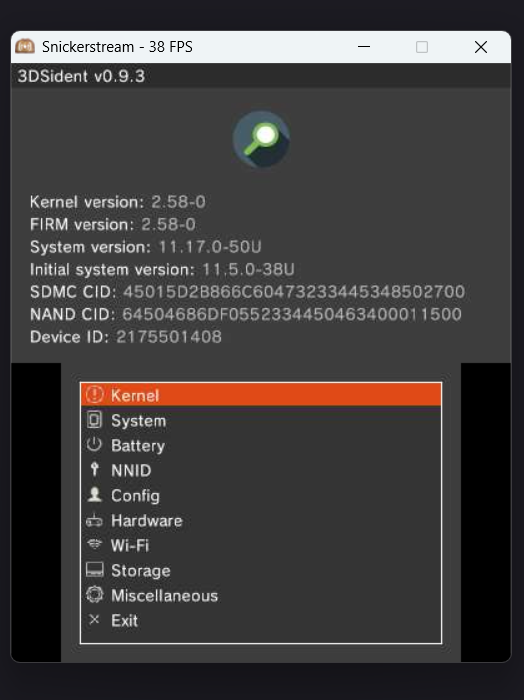 Snickerstream - 38 FPS
3DSident v0.9.3
Kernel version: 2.58-0
FIRM version: 2.58-0
System version: 11.17.0-50U
Initial system version: 11.5.0-38U
SDMC CID: 45015D2B866C60473233445348502700
NAND CID: 64504686DF0552334450463400011500
Device ID: 2175501408
Kernel
System
Battery
NNID
Config
Hardware
Wi-Fi
Storage
Miscellaneous
Exit